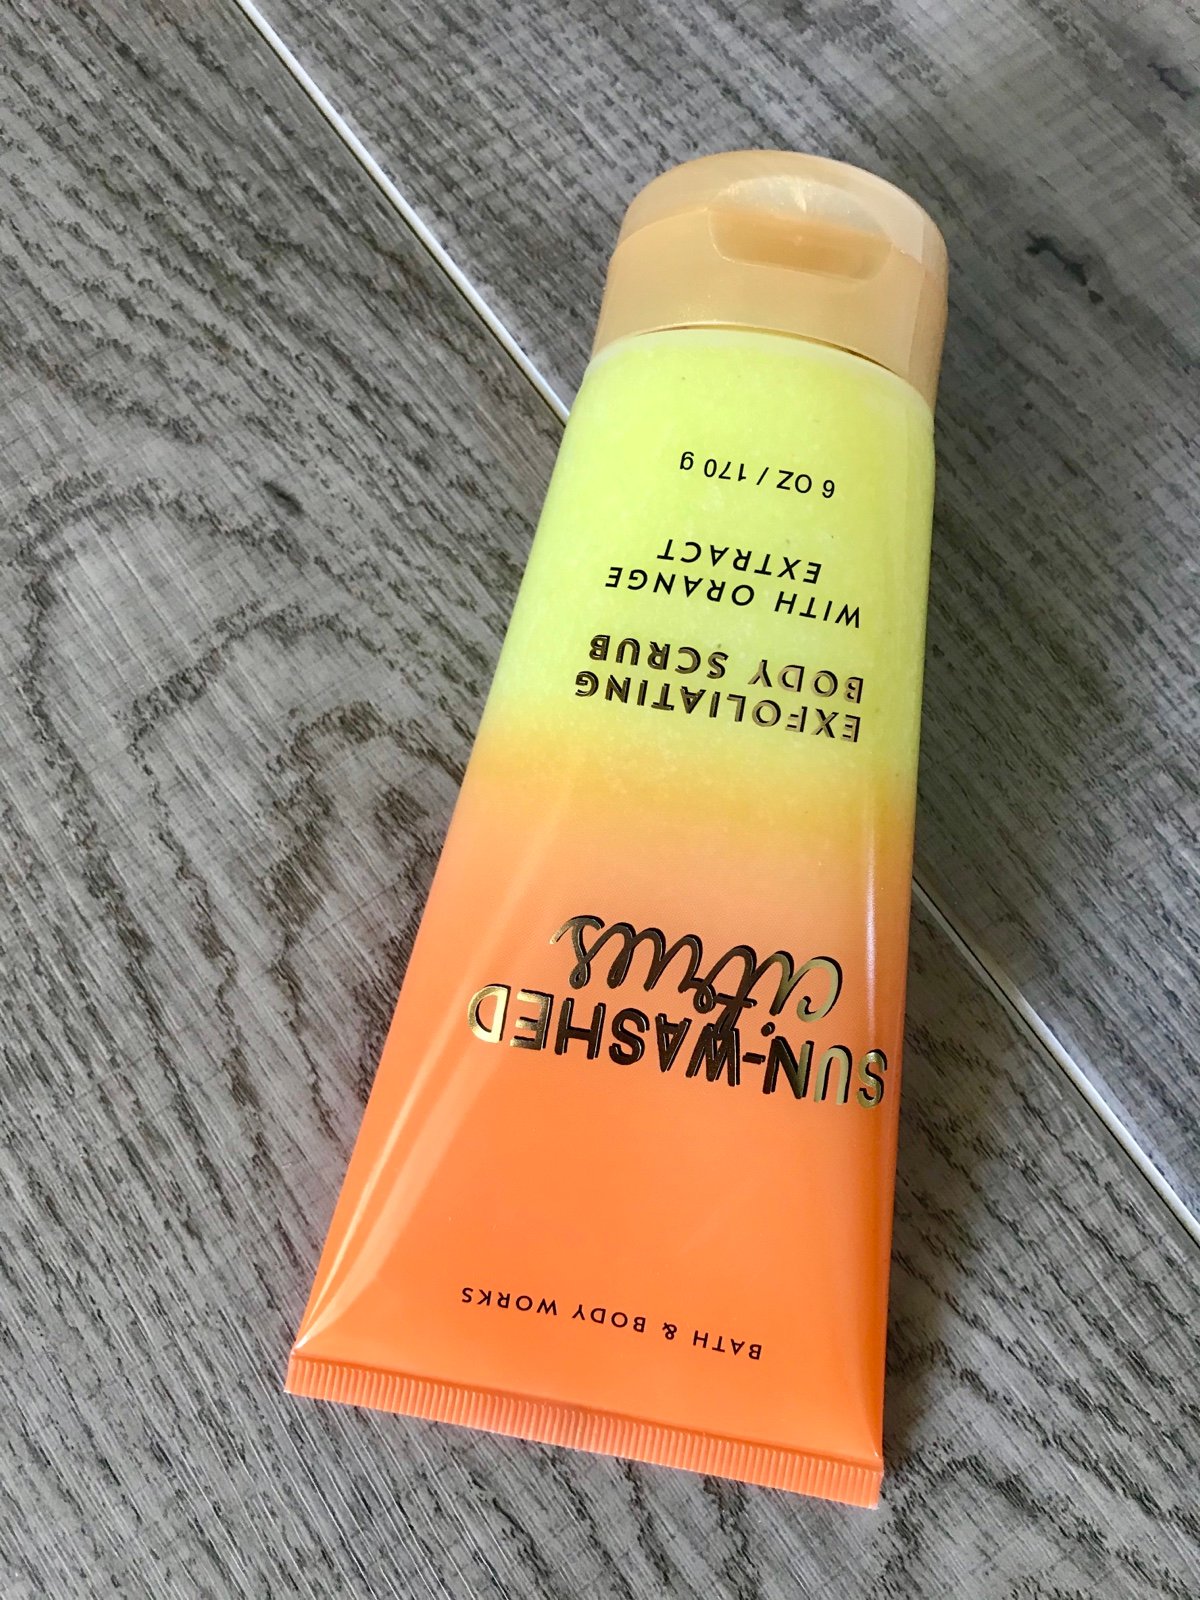 BATH & BODY WORKS
SUN-WASHED
citrus
EXFOLIATING
BODY SCRUB
WITH ORANGE
EXTRACT
6 OZ / 170 g